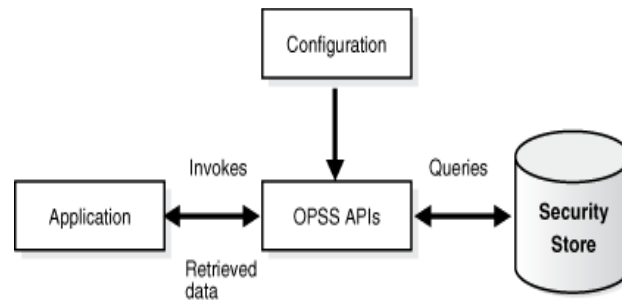 Configuration
Invokes
Queries
Application
OPSS APIs
Security
Store
Retrieved
data